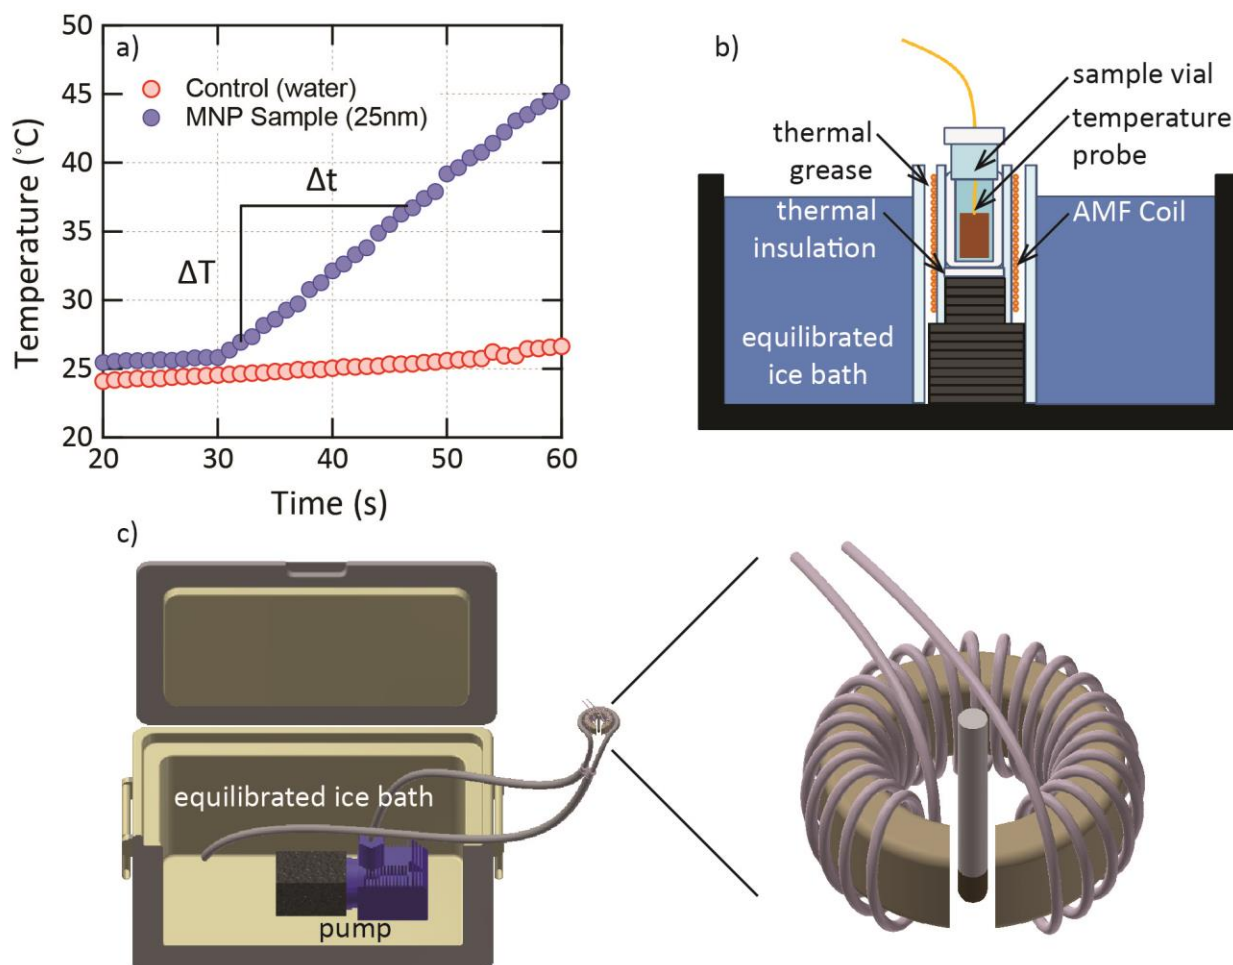 a)
Control (water)
MNP Sample (25nm)
Δt
ΔT
50
45
40
35
30
25
20
Temperature (°C)
20
30
40
50
60
Time (s)
b)
sample vial
temperature
probe
thermal
grease
thermal
insulation
AMF Coil
equilibrated
ice bath
c)
equilibrated ice bath
pump